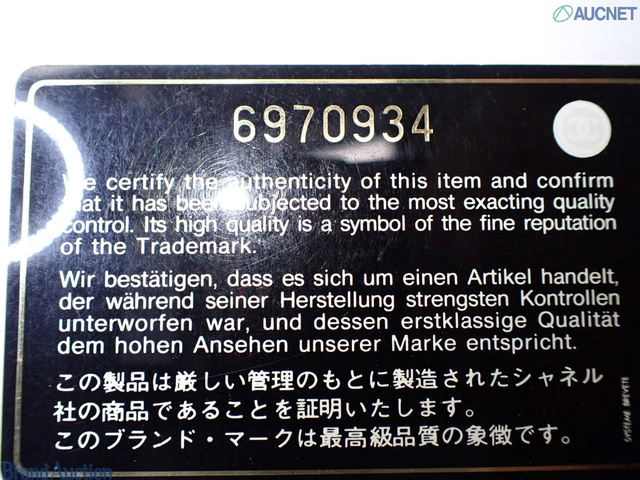 AUCNET
6970934
We certify the authenticity of this item and confirm
that it has been subjected to the most exacting quality
control. Its high quality is a symbol of the fine reputation
of the Trademark.
Wir bestätigen, dass es sich um einen Artikel handelt,
der während seiner Herstellung strengsten Kontrollen
unterworfen war, und dessen erstklassige Qualität
dem hohen Ansehen unserer Marke entspricht.
この製品は厳しい管理のもとに製造されたシャネル
社の商品であることを証明いたします。
このブランド・マークは最高級品質の象徴です。
SYSTEME BREVETE
Brand Auction